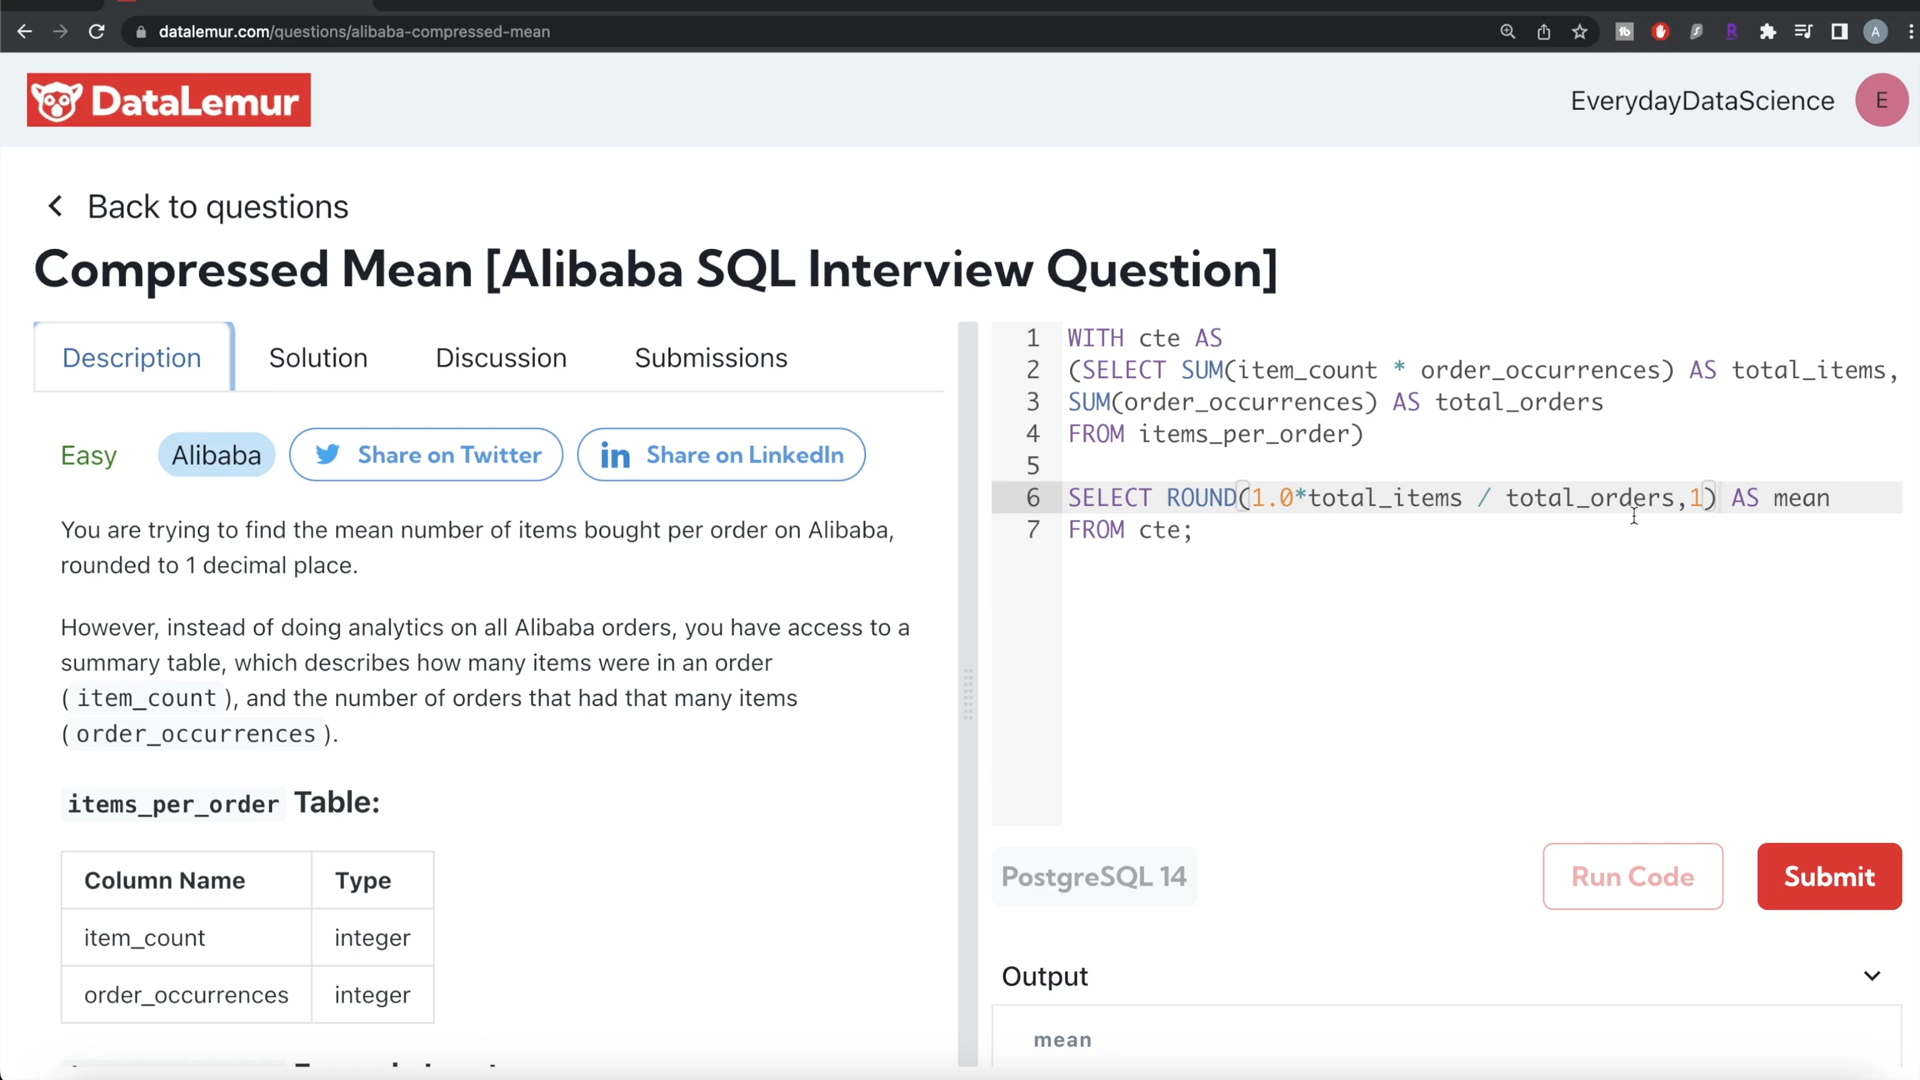 datalemur.com/questions/alibaba-compressed-mean
A
DataLemur
EverydayDataScience
E
Back to questions
Compressed Mean [Alibaba SQL Interview Question]
Description
Solution
Discussion
Submissions
Easy
Alibaba
Share on Twitter
in Share on LinkedIn
You are trying to find the mean number of items bought per order on Alibaba,
rounded to 1 decimal place.
However, instead of doing analytics on all Alibaba orders, you have access to a
summary table, which describes how many items were in an order
( item_count ), and the number of orders that had that many items
( order_occurrences ).
items_per_order Table:
Column Name Type
item_count integer
order_occurrences integer
1 WITH cte AS
2 (SELECT SUM(item_count * order_occurrences) AS total_items,
3 SUM(order_occurrences) AS total_orders
4 FROM items_per_order)
5
6 SELECT ROUND(1.0*total_items / total_orders,1) AS mean
7 FROM cte;
PostgreSQL 14
Run Code
Submit
Output
mean